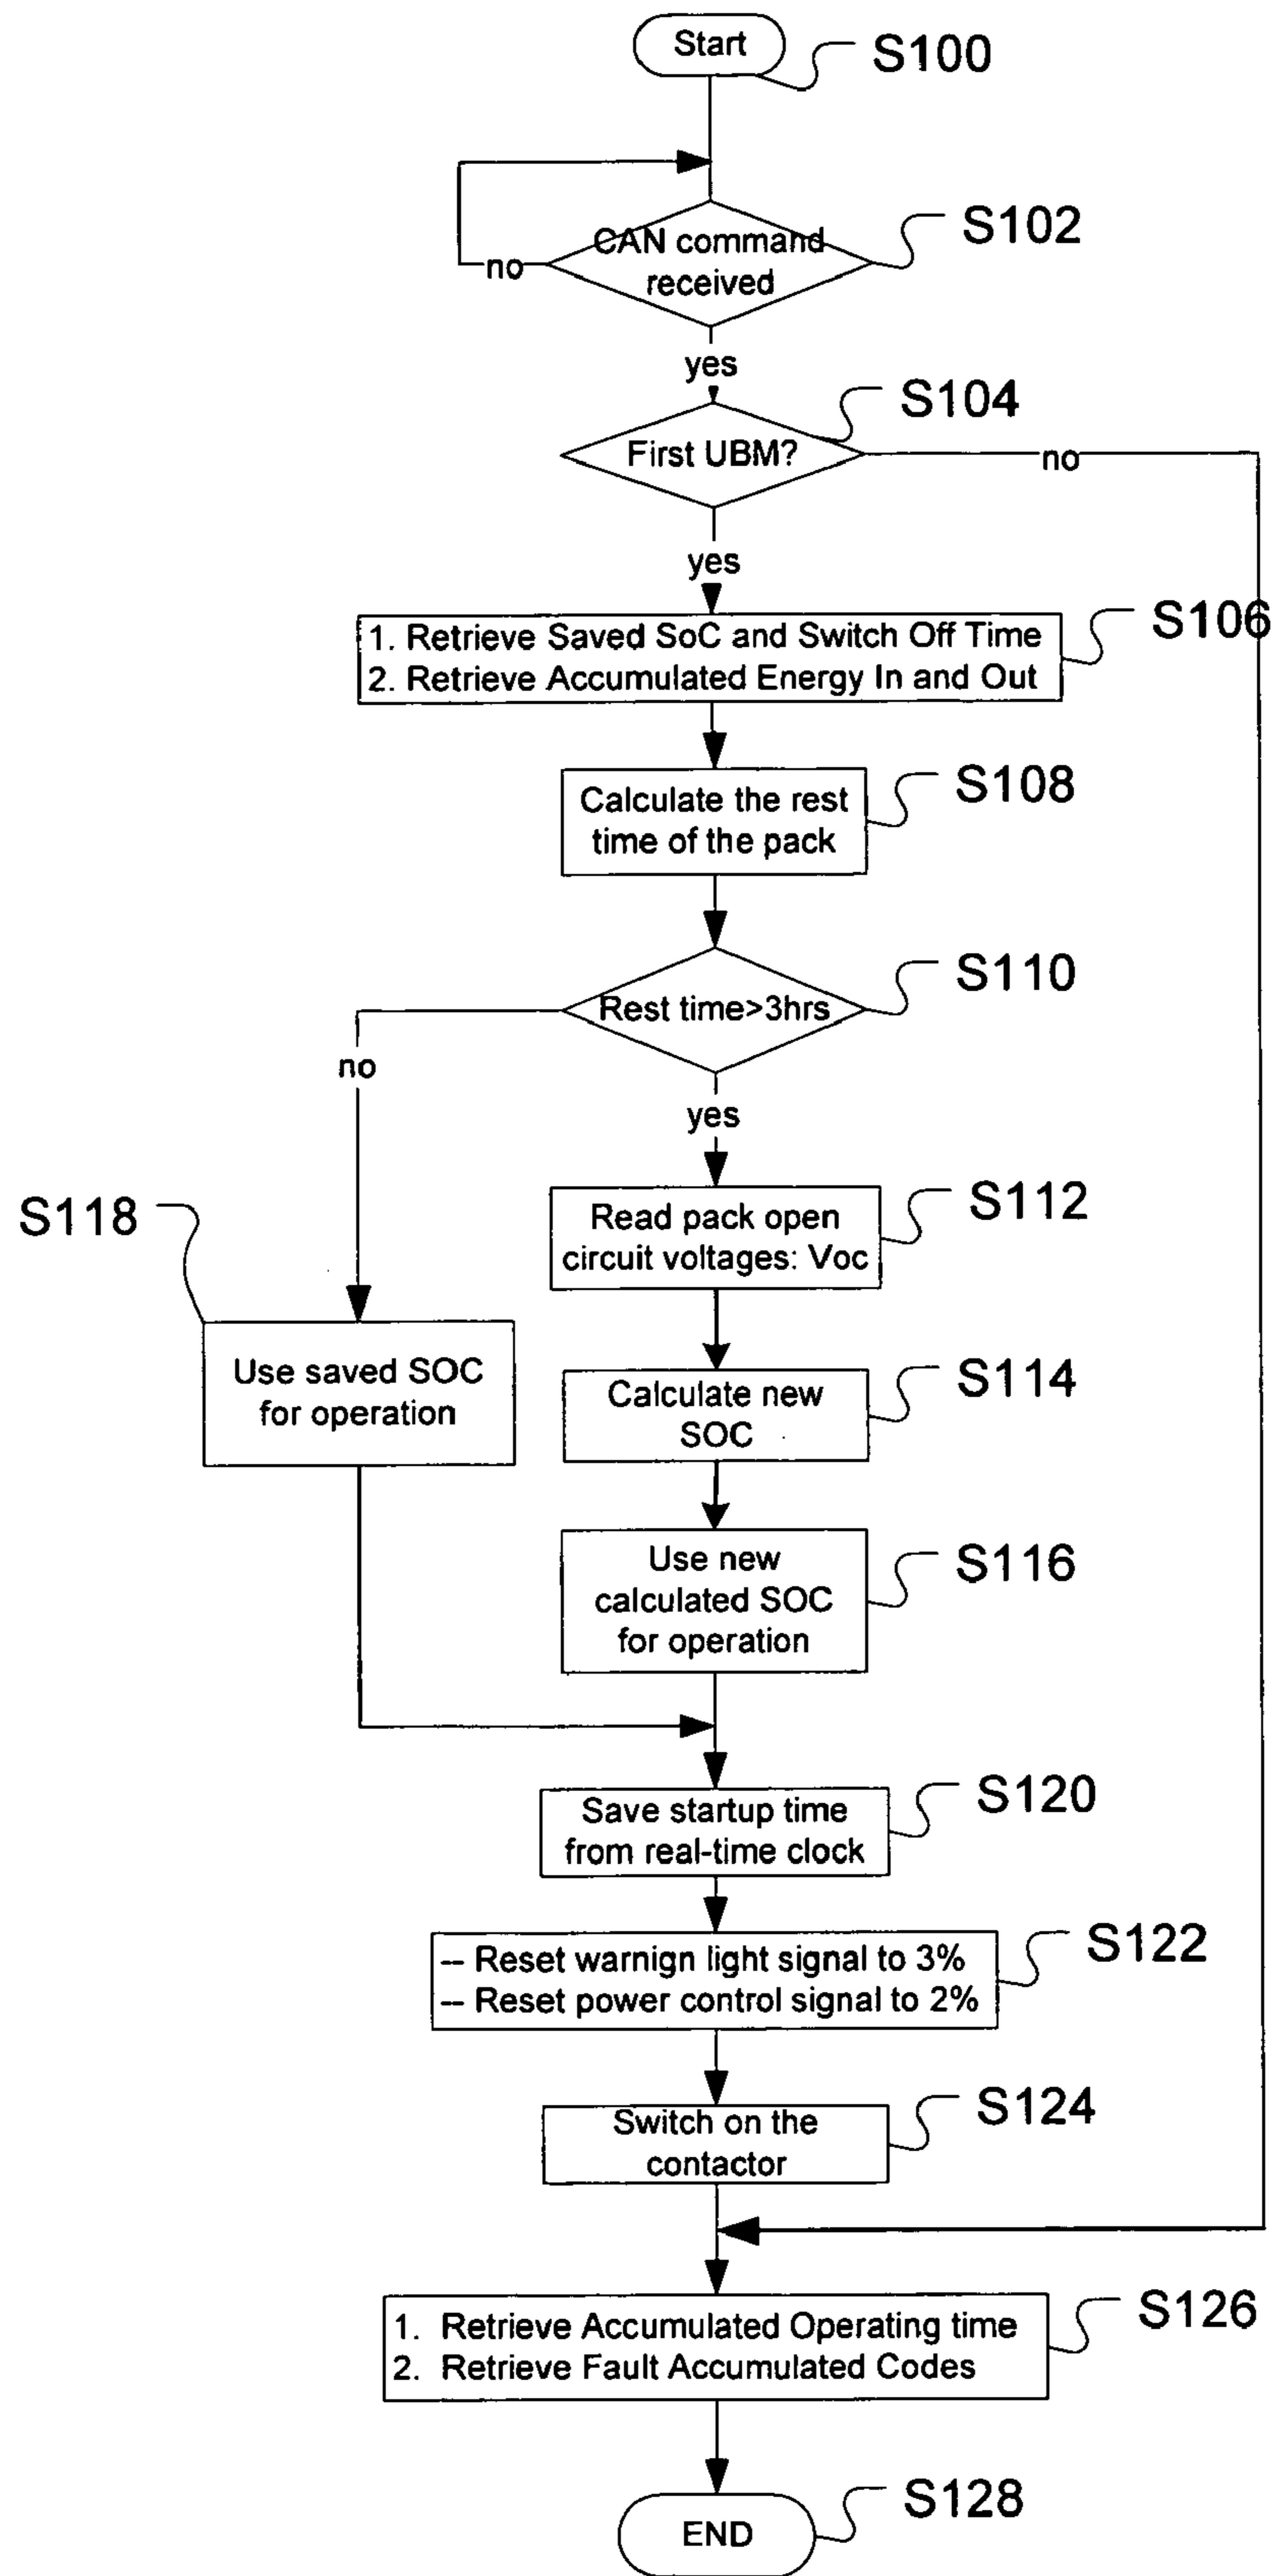 Start
S100
CAN command
received
S102
no
yes
S104
First UBM?
no
yes
1. Retrieve Saved SoC and Switch Off Time
2. Retrieve Accumulated Energy In and Out
S106
Calculate the rest
time of the pack
S108
Rest time>3hrs
S110
no
yes
Read pack open
circuit voltages: Voc
S112
S118
Use saved SOC
for operation
Calculate new
SOC
S114
Use new
calculated SOC
for operation
S116
Save startup time
from real-time clock
S120
-- Reset warnign light signal to 3%
-- Reset power control signal to 2%
S122
Switch on the
contactor
S124
1. Retrieve Accumulated Operating time
2. Retrieve Fault Accumulated Codes
S126
END
S128